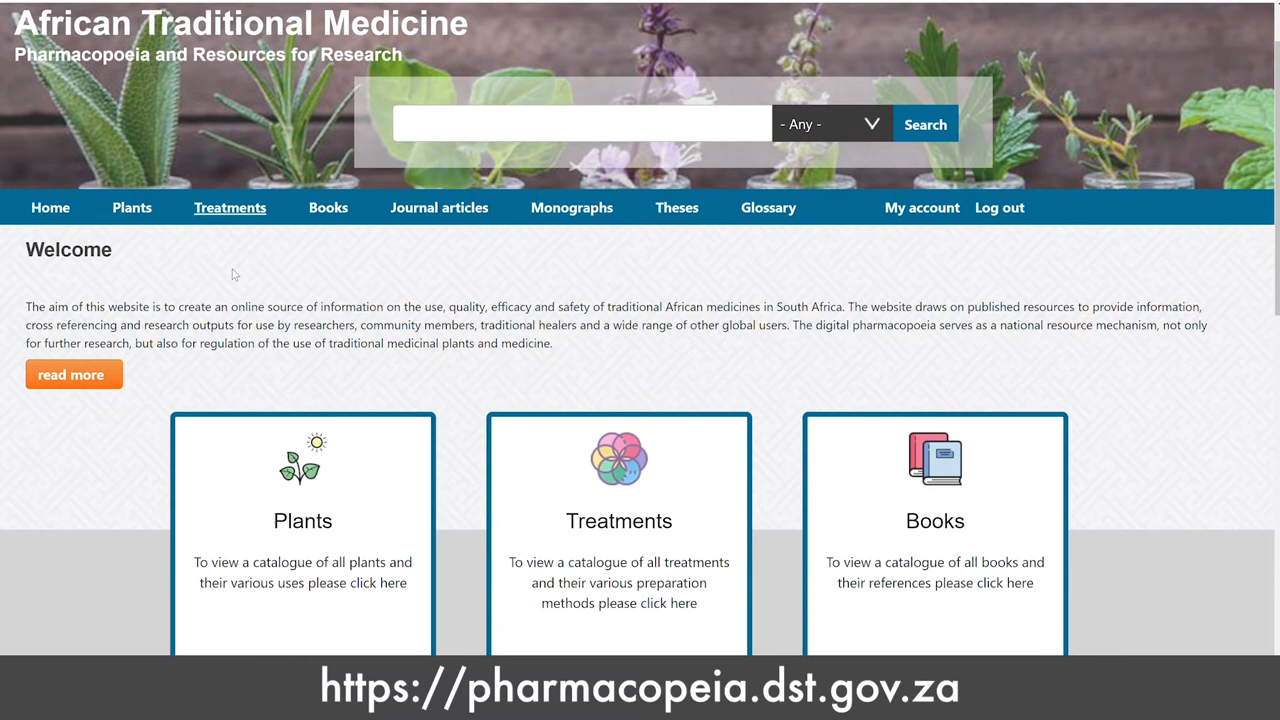 African Traditional Medicine
Pharmacopoeia and Resources for Research
- Any -
Search
Home Plants Treatments Books Journal articles Monographs Theses Glossary My account Log out
Welcome
The aim of this website is to create an online source of information on the use, quality, efficacy and safety of traditional African medicines in South Africa. The website draws on published resources to provide information,
cross referencing and research outputs for use by researchers, community members, traditional healers and a wide range of other global users. The digital pharmacopoeia serves as a national resource mechanism, not only
for further research, but also for regulation of the use of traditional medicinal plants and medicine.
read more
Plants
To view a catalogue of all plants and
their various uses please click here
Treatments
To view a catalogue of all treatments
and their various preparation
methods please click here
Books
To view a catalogue of all books and
their references please click here
https://pharmacopeia.dst.gov.za